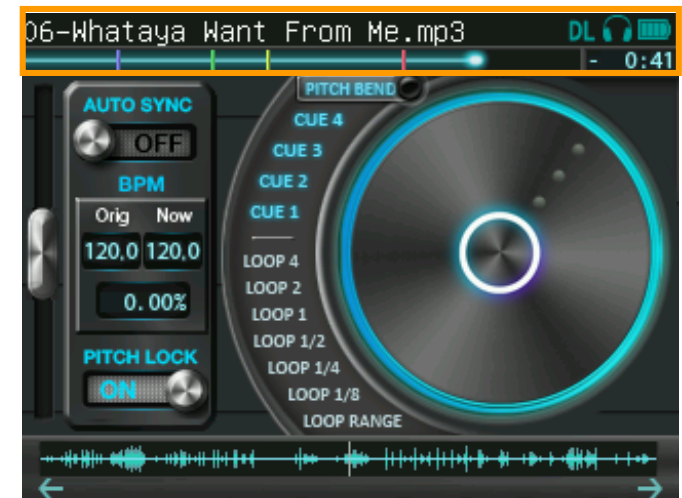 06-Whataya Want From Me.mp3 DL
- 0:41
PITCH BEND
AUTO SYNC
OFF
CUE 4
CUE 3
CUE 2
CUE 1
BPM
Orig Now
120.0 120.0
0.00%
LOOP 4
LOOP 2
LOOP 1
LOOP 1/2
LOOP 1/4
LOOP 1/8
LOOP RANGE
PITCH LOCK
ON